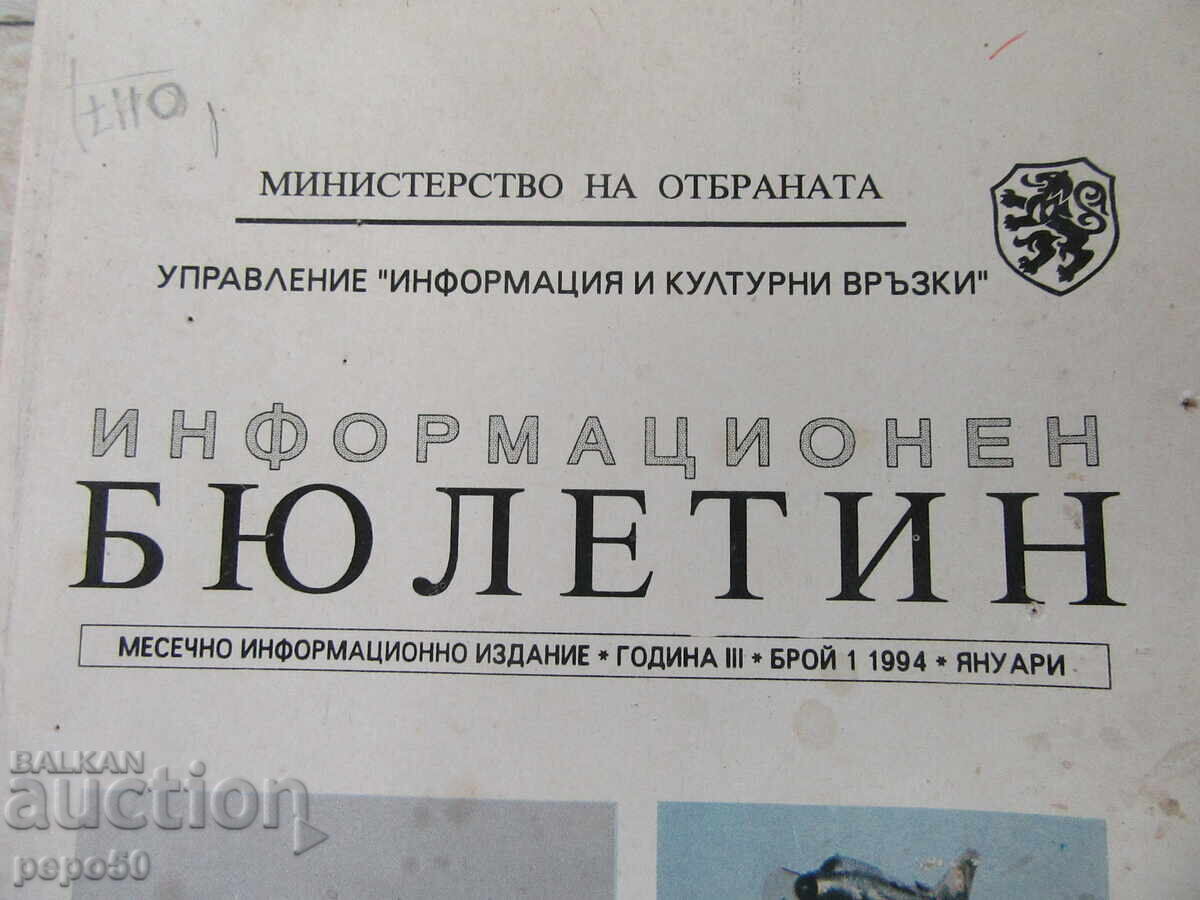 МИНИСТЕРСТВО НА ОТБРАНАТА
УПРАВЛЕНИЕ "ИНФОРМАЦИЯ И КУЛТУРНИ ВРЪЗКИ"
ИНФОРМАЦИОНЕН
БЮЛЕТИН
МЕСЕЧНО ИНФОРМАЦИОННО ИЗДАНИЕ * ГОДИНА III * БРОЙ 1 1994 * ЯНУАРИ
BALKAN
auction
pepo50